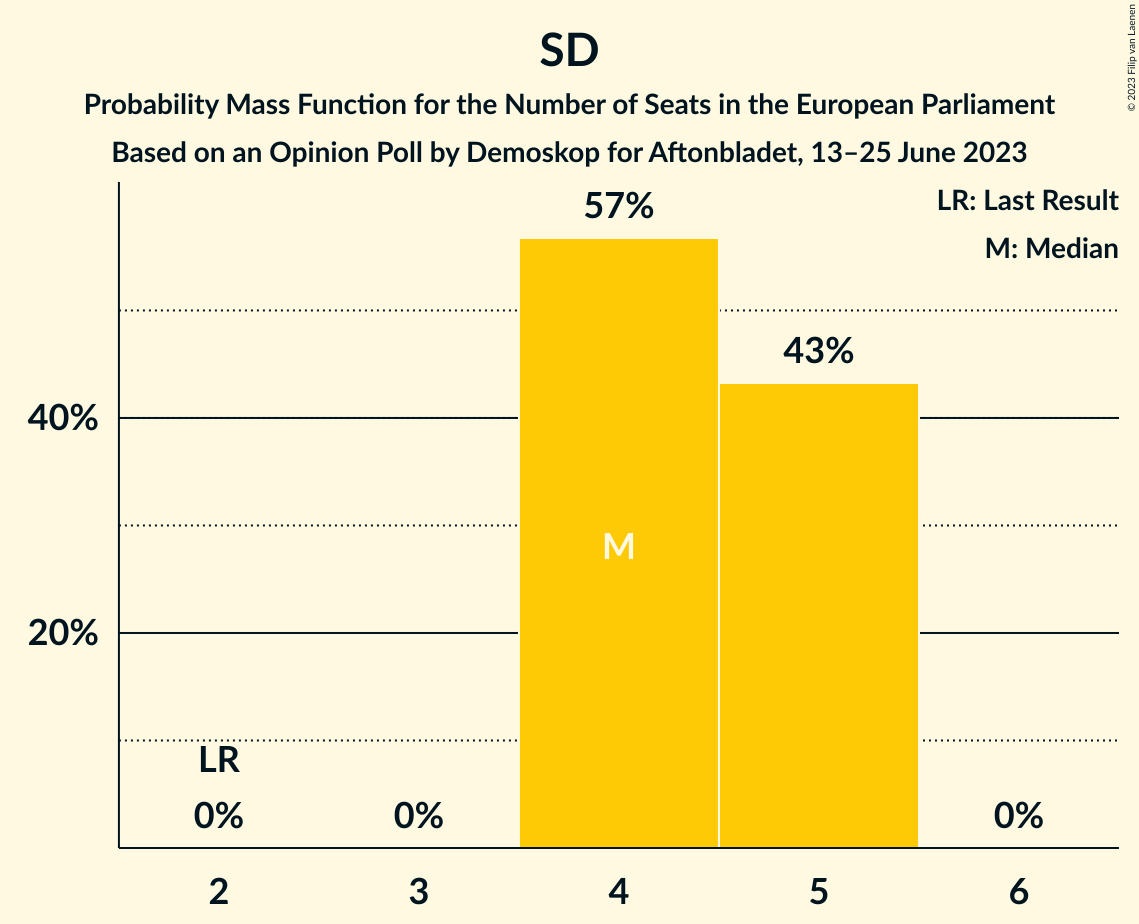 SD
Probability Mass Function for the Number of Seats in the European Parliament
Based on an Opinion Poll by Demoskop for Aftonbladet, 13–25 June 2023
© 2023 Filip van Laenen
LR: Last Result
M: Median
57%
43%
40%
M
20%
LR
0%
0%
0%
2
3
4
5
6